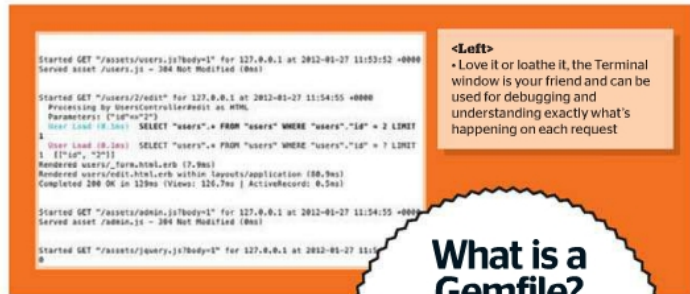 Started GET "/assets/users.js?body=1" for 127.0.0.1 at 2012-01-27 11:53:52 +0000
Served asset /users.js - 304 Not Modified (0ms)
Started GET "/users/2/edit" for 127.0.0.1 at 2012-01-27 11:54:55 +0000
Processing by UsersController#edit as HTML
Parameters: {"id"=>"2"}
User Load (0.1ms) SELECT "users".* FROM "users" WHERE "users"."id" = 2 LIMIT
1
User Load (0.1ms) SELECT "users".* FROM "users" WHERE "users"."id" = ? LIMIT
1 [["id", "2"]]
Rendered users/_form.html.erb (7.9ms)
Rendered users/edit.html.erb within layouts/application (80.9ms)
Completed 200 OK in 129ms (Views: 126.7ms | ActiveRecord: 0.5ms)
Started GET "/assets/admin.js?body=1" for 127.0.0.1 at 2012-01-27 11:54:55 +0000
Served asset /admin.js - 304 Not Modified (0ms)
Started GET "/assets/jquery.js?body=1" for 127.0.0.1 at 2012-01-27 11:5
0
<Left>
• Love it or loathe it, the Terminal
window is your friend and can be
used for debugging and
understanding exactly what's
happening on each request
What is a
Gemfile?